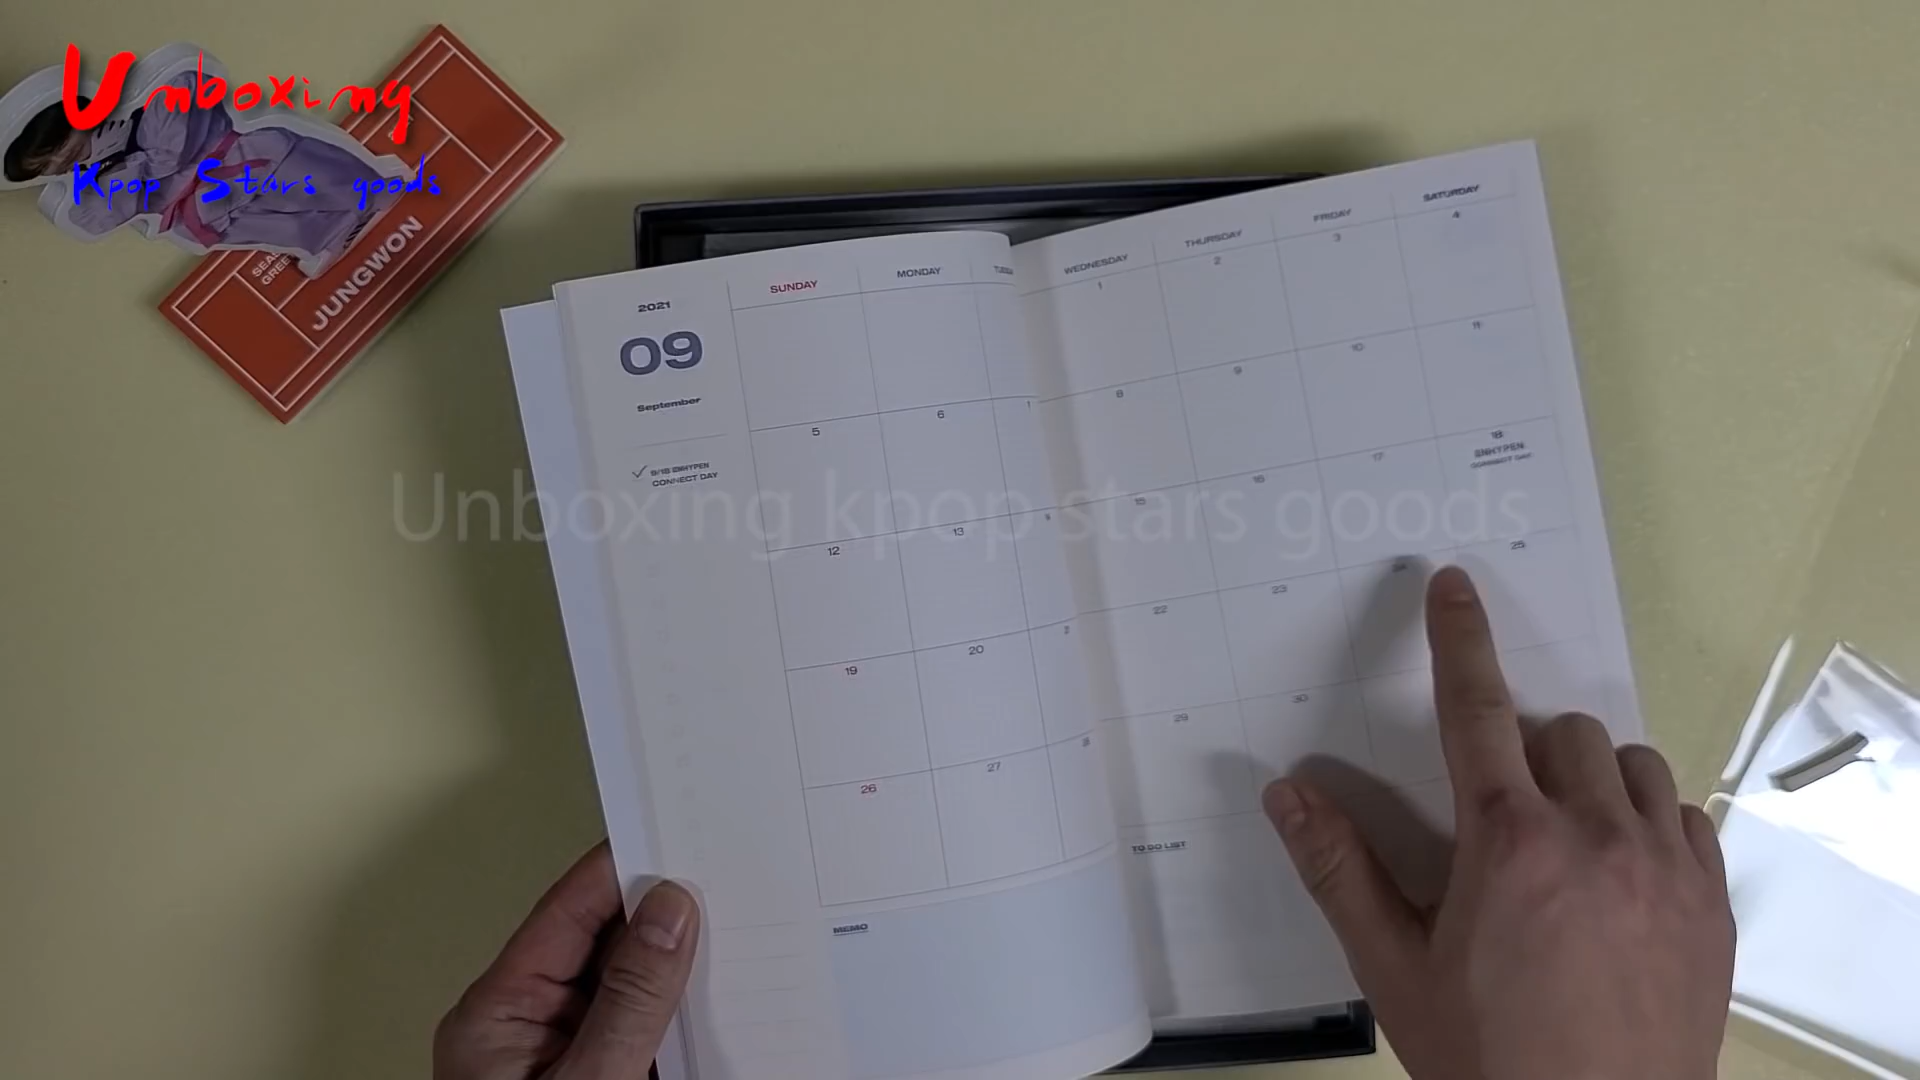 Unboxing
Kpop Stars goods
JUNGWON
2021
09
September
9/18 ENHYPEN
CONNECT DAY
SUNDAY MONDAY WEDNESDAY THURSDAY FRIDAY SATURDAY
1 2 3 4
5 6 8 9 10 11
12 13 15 16 17 18
ENHYPEN
CONNECT DAY
19 20 22 23 24 25
26 27 29 30
MEMO
TO DO LIST
Unboxing kpop stars goods